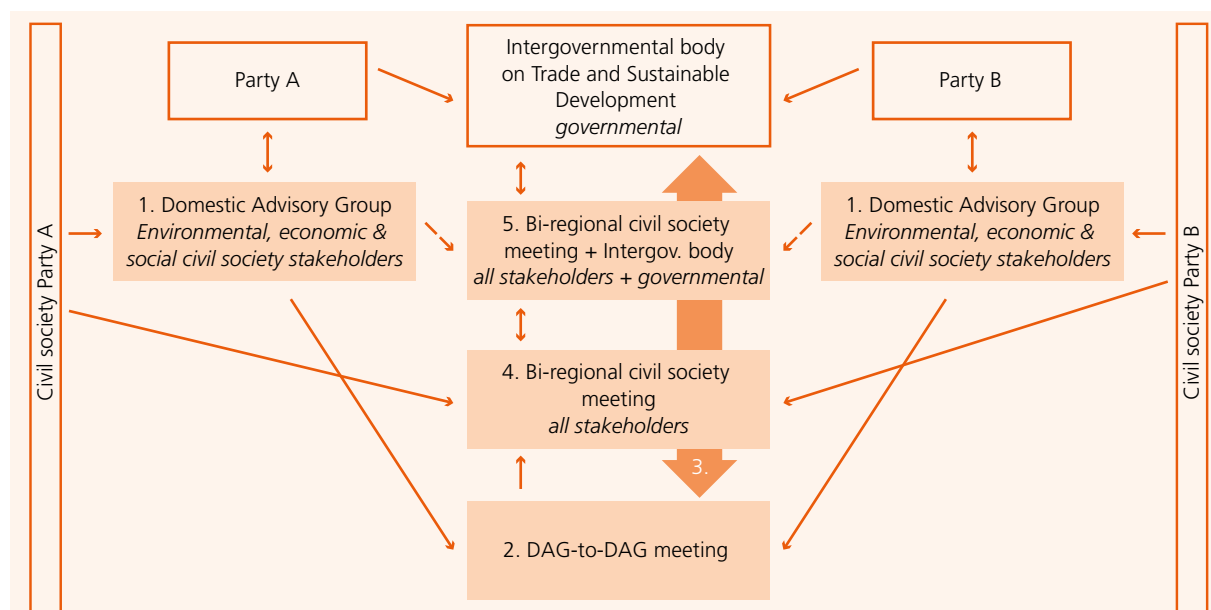 Civil society Party A
Party A
Intergovernmental body
on Trade and Sustainable
Development
governmental
Party B
Civil society Party B
1. Domestic Advisory Group
Environmental, economic &
social civil society stakeholders
5. Bi-regional civil society
meeting + Intergov. body
all stakeholders + governmental
1. Domestic Advisory Group
Environmental, economic &
social civil society stakeholders
4. Bi-regional civil society
meeting
all stakeholders
3.
2. DAG-to-DAG meeting